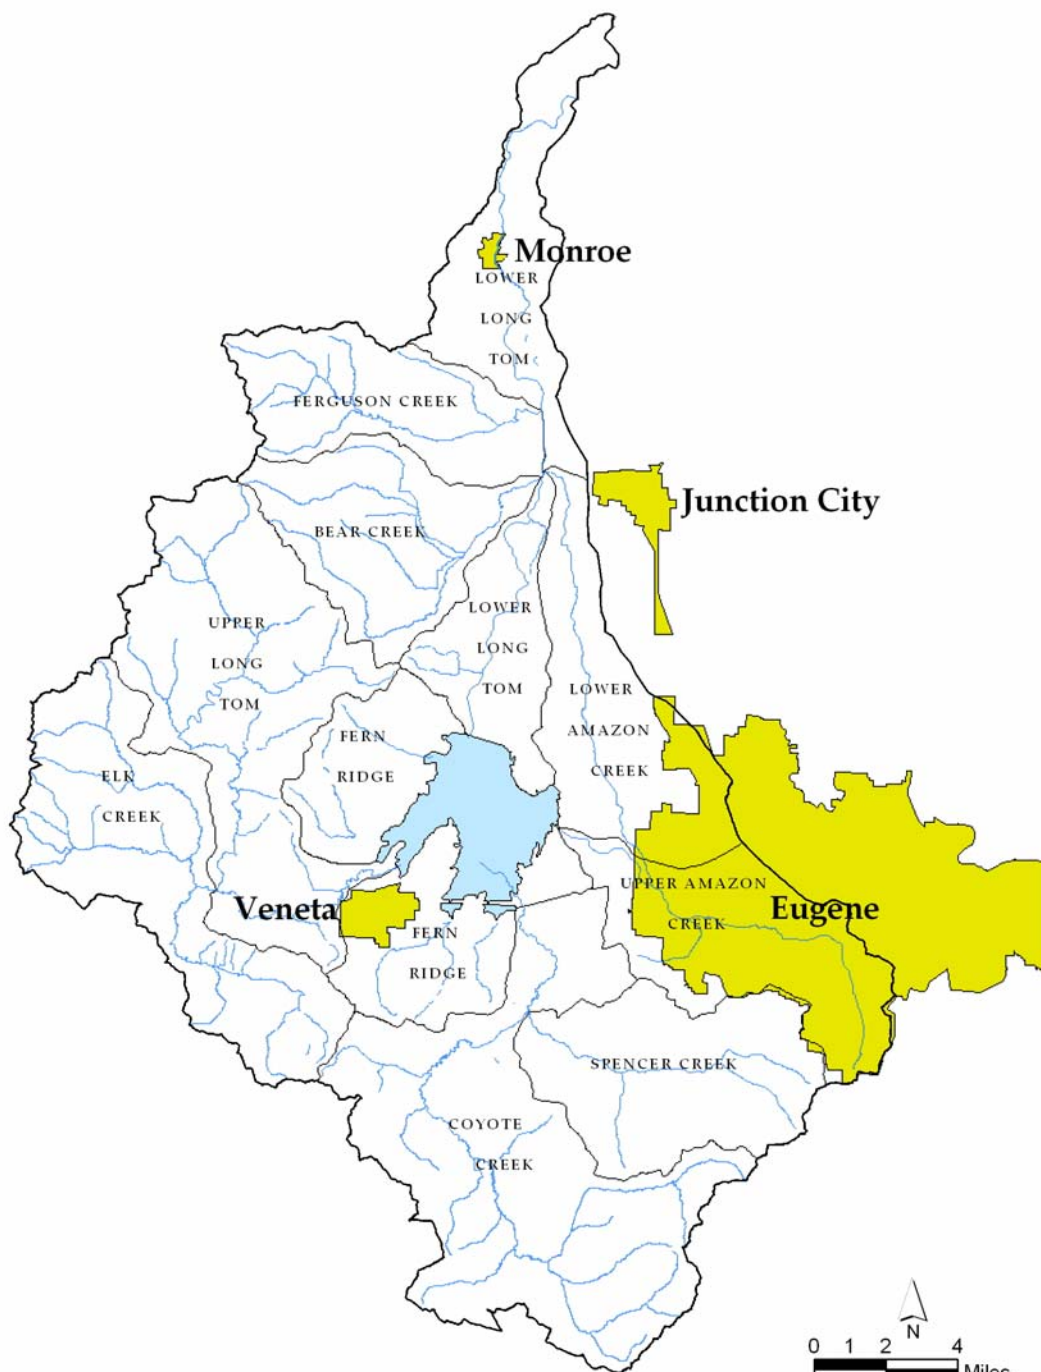 Monroe
LOWER
LONG
TOM
FERGUSON CREEK
Junction City
BEAR CREEK
LOWER
LONG
TOM
UPPER
LONG
TOM
LOWER
AMAZON
CREEK
FERN
RIDGE
ELK
CREEK
UPPER AMAZON
CREEK
Eugene
Veneta
FERN
RIDGE
SPENCER CREEK
COYOTE
CREEK
N
0 1 2 4
Miles